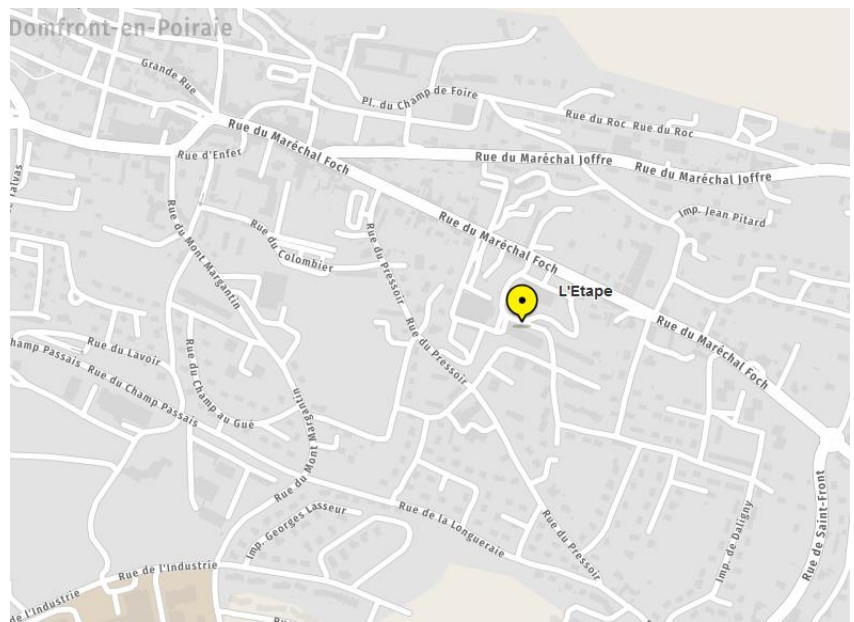 Domfront-en-Poiraie
Grande Rue
Pl. du Champ de Foire
Rue du Roc
Rue du Roc
Rue du Maréchal Foch
Rue d'Enfer
Rue du Maréchal Joffre
Rue du Maréchal Joffre
Talvas
Imp. Jean Pitard
Rue du Mont Margantin
Rue du Colombier
Rue du Pressoir
Rue du Maréchal Foch
L'Etape
Rue du Lavoir
Champ Passais
Rue du Champ Passais
Rue du Champ au Gué
Rue du Pressoir
Rue du Maréchal Foch
Rue du Mont Margantin
Imp. Georges Lasseur
Rue de la Longueraie
Rue du Pressoir
Imp. de Daligny
Rue de Saint-Front
Rue de l'Industrie
de l'Industrie